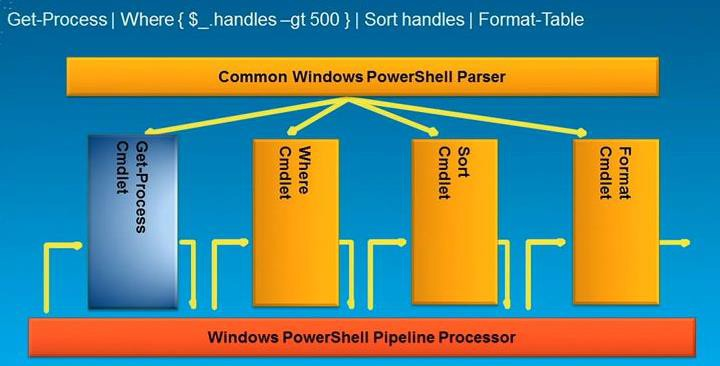 Get-Process | Where { $_.handles –gt 500 } | Sort handles | Format-Table
Common Windows PowerShell Parser
Get-Process
Cmdlet
Where
Cmdlet
Sort
Cmdlet
Format
Cmdlet
Windows PowerShell Pipeline Processor